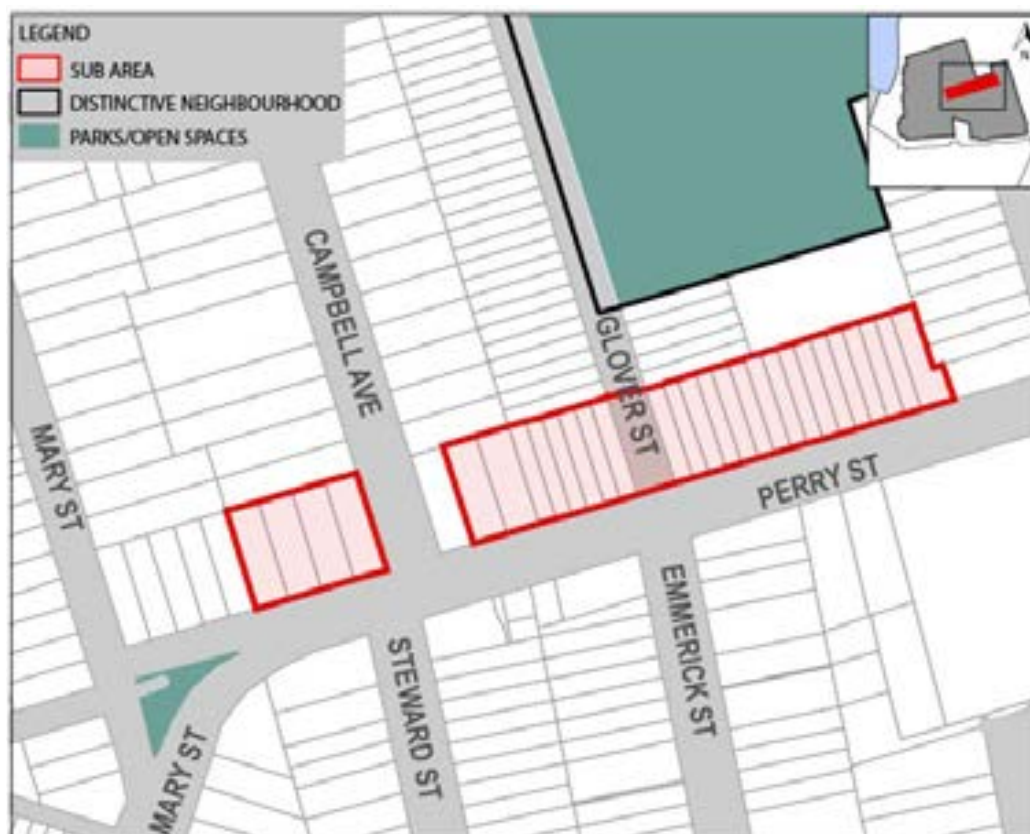 LEGEND
SUB AREA
DISTINCTIVE NEIGHBOURHOOD
PARKS/OPEN SPACES
N
CAMPBELL AVE
GLOVER ST
MARY ST
PERRY ST
EMMERICK ST
STEWARD ST
MARY ST